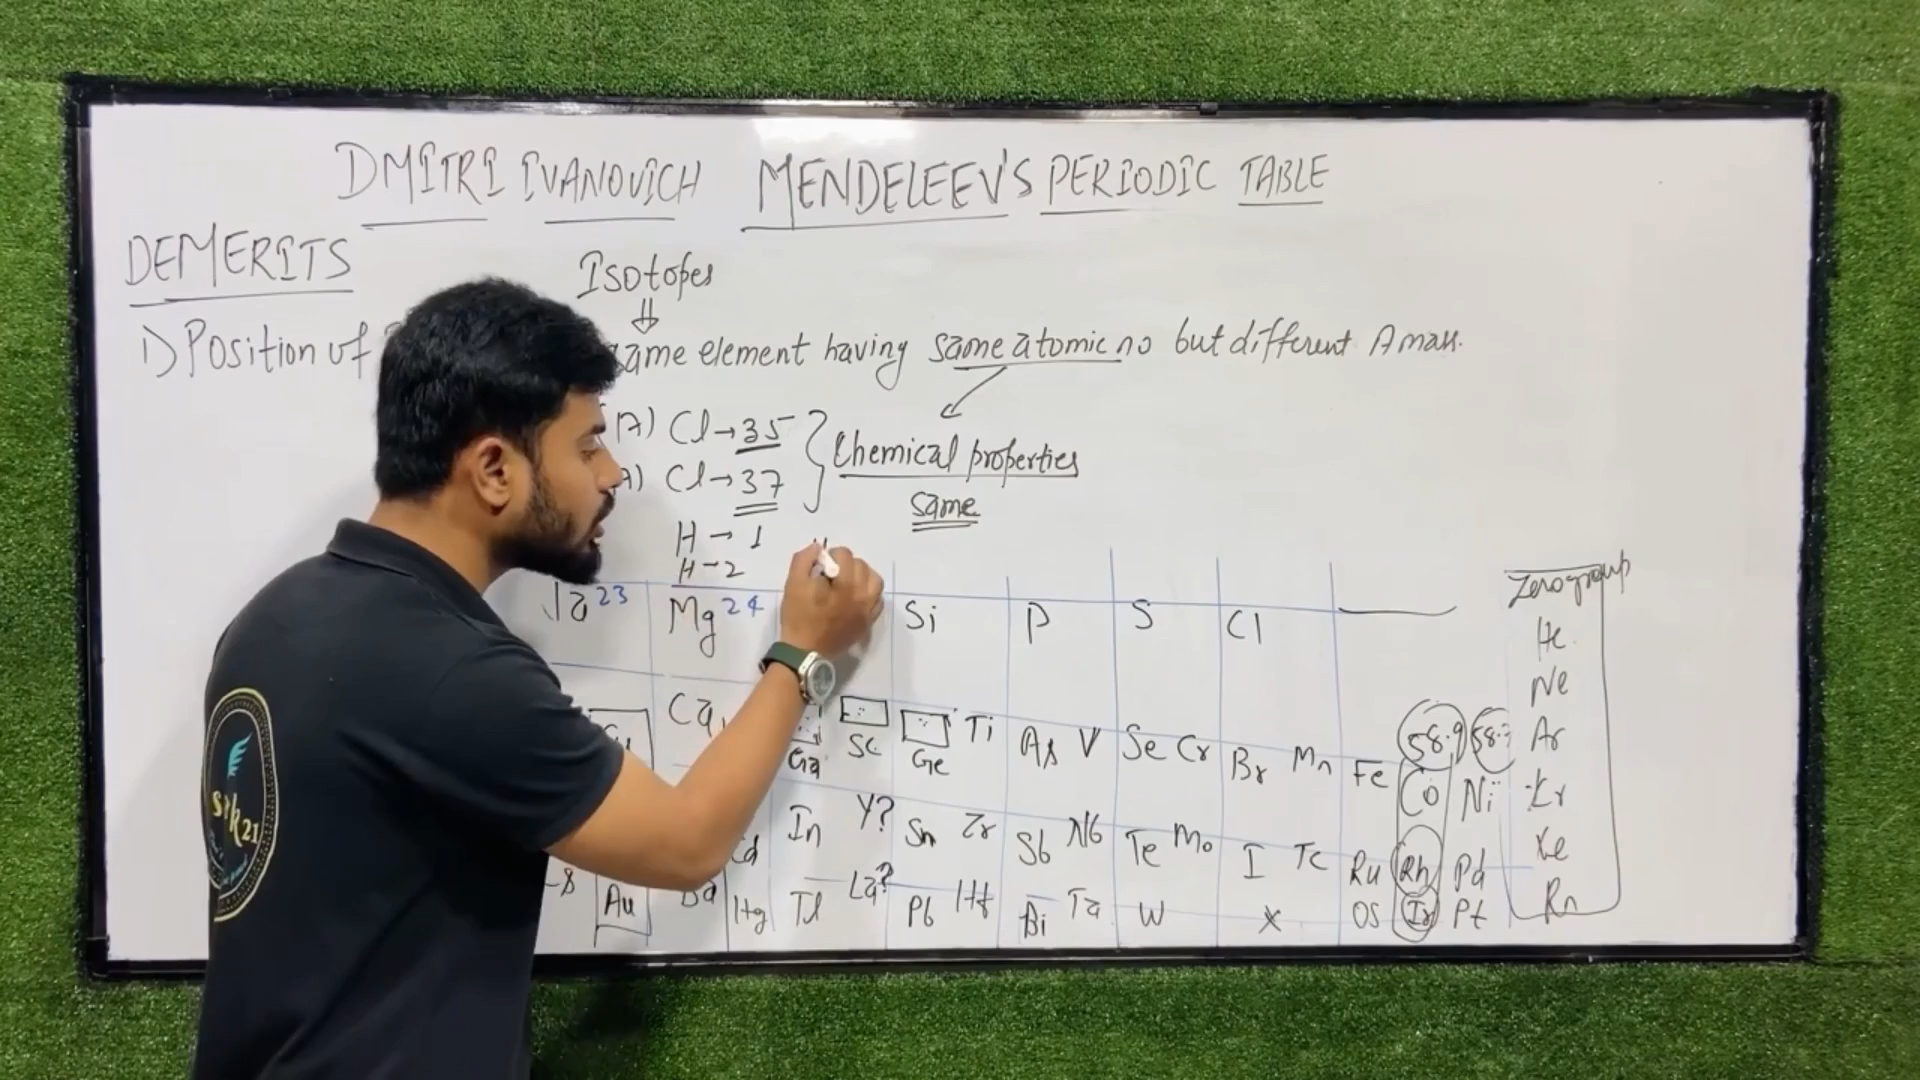 DMITRI IVANOVICH MENDELEEV'S PERIODIC TABLE
DEMERITS
Isotopes
⇓
1) Position of
same element having same atomic no but different A mass.
17) Cl → 35
17) Cl → 37
Chemical properties
same
H → 1
H → 2
Na 23 Mg 24 Si P S Cl
Zero group
He
Ne
Ar
Kr
Xe
Rn
Ca Ga Sc Ge Ti As V Se Cr Br Mn Fe Co Ni
58.9 58.7
Cd In Y? Sn Zr Sb Nb Te Mo I Tc Ru Rh Pd
Au Ba Hg Tl La? Pb Hf Bi Ta W X Os Ir Pt